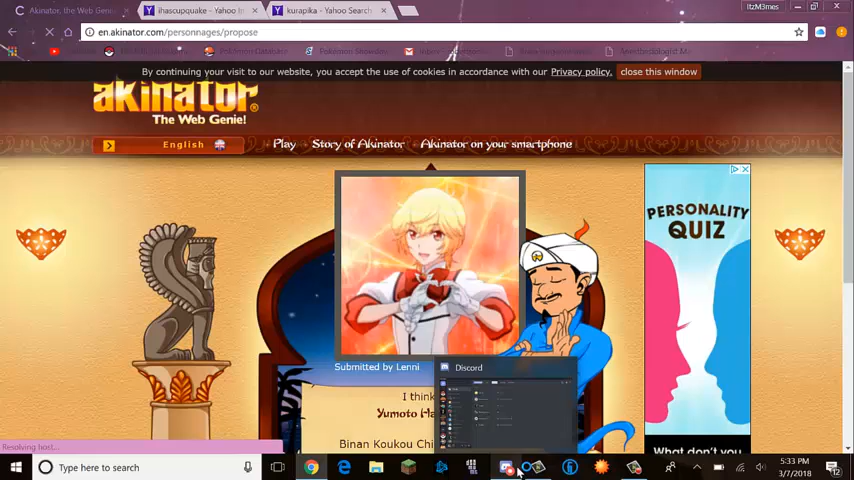 Akinator, the Web Geni
ihascupquake - Yahoo I
kurapika - Yahoo Search
ItzM3mes
en.akinator.com/personnages/propose
Pokémon Database
Pokémon Showdo
By continuing your visit to our website, you accept the use of cookies in accordance with our Privacy policy. close this window
akinator
The Web Genie!
English
Play
Story of Akinator
Akinator on your smartphone
PERSONALITY
QUIZ
Submitted by Lenni
Discord
I think
Yumoto Ha
Binan Koukou Chi
What don't you
Resolving host...
Type here to search
5:33 PM
3/7/2018
12